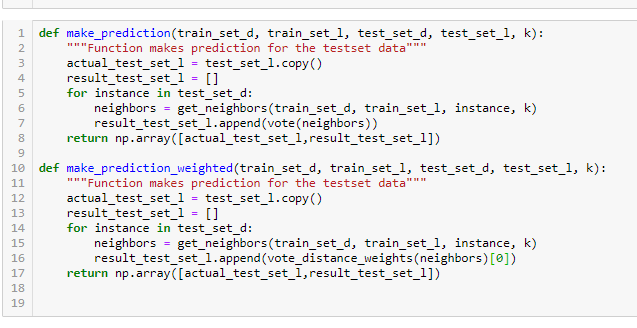 1 def make_prediction(train_set_d, train_set_l, test_set_d, test_set_l, k):
2     """Function makes prediction for the testset data"""
3     actual_test_set_l = test_set_l.copy()
4     result_test_set_l = []
5     for instance in test_set_d:
6         neighbors = get_neighbors(train_set_d, train_set_l, instance, k)
7         result_test_set_l.append(vote(neighbors))
8     return np.array([actual_test_set_l,result_test_set_l])
9
10 def make_prediction_weighted(train_set_d, train_set_l, test_set_d, test_set_l, k):
11     """Function makes prediction for the testset data"""
12     actual_test_set_l = test_set_l.copy()
13     result_test_set_l = []
14     for instance in test_set_d:
15         neighbors = get_neighbors(train_set_d, train_set_l, instance, k)
16         result_test_set_l.append(vote_distance_weights(neighbors)[0])
17     return np.array([actual_test_set_l,result_test_set_l])
18
19